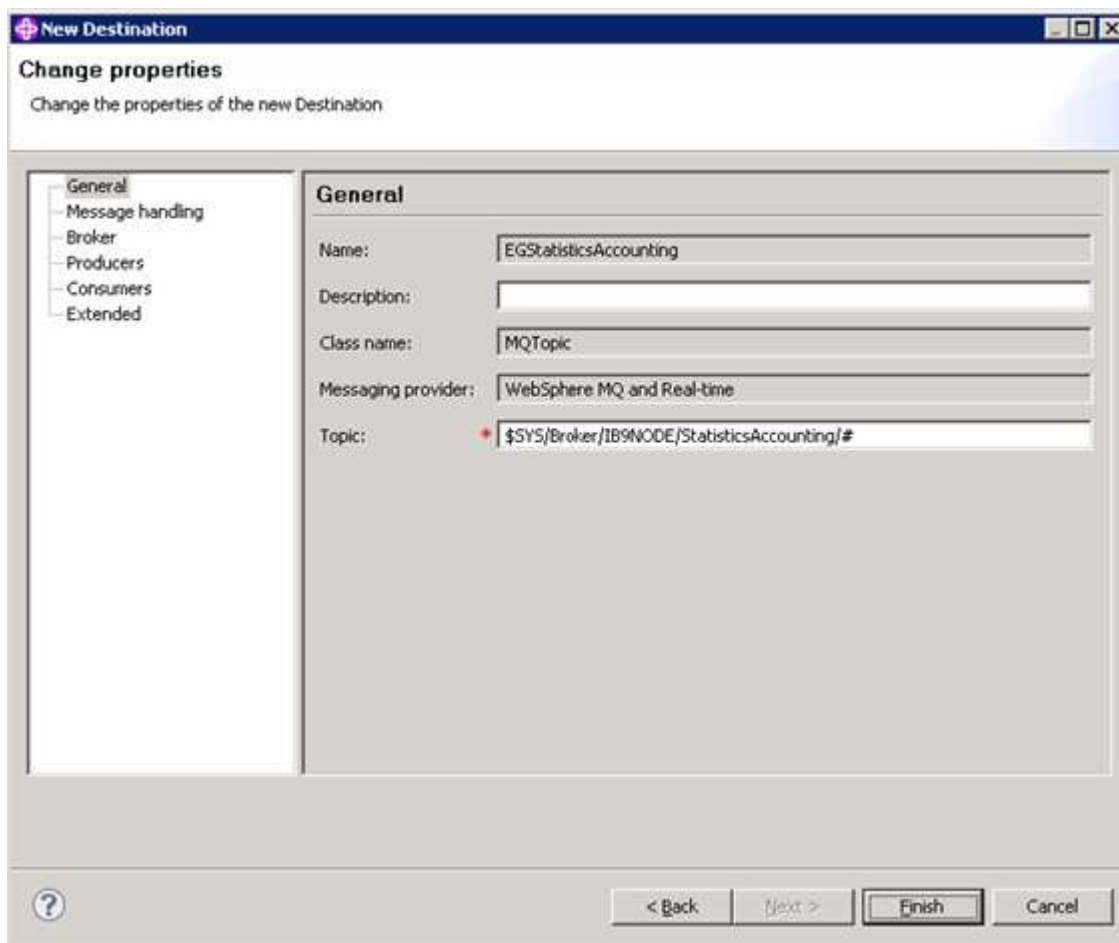 New Destination
Change properties
Change the properties of the new Destination
General
Message handling
Broker
Producers
Consumers
Extended
General
Name: EGStatisticsAccounting
Description:
Class name: MQTopic
Messaging provider: WebSphere MQ and Real-time
Topic: * $SYS/Broker/IB9NODE/StatisticsAccounting/#
?
< Back Next > Finish Cancel